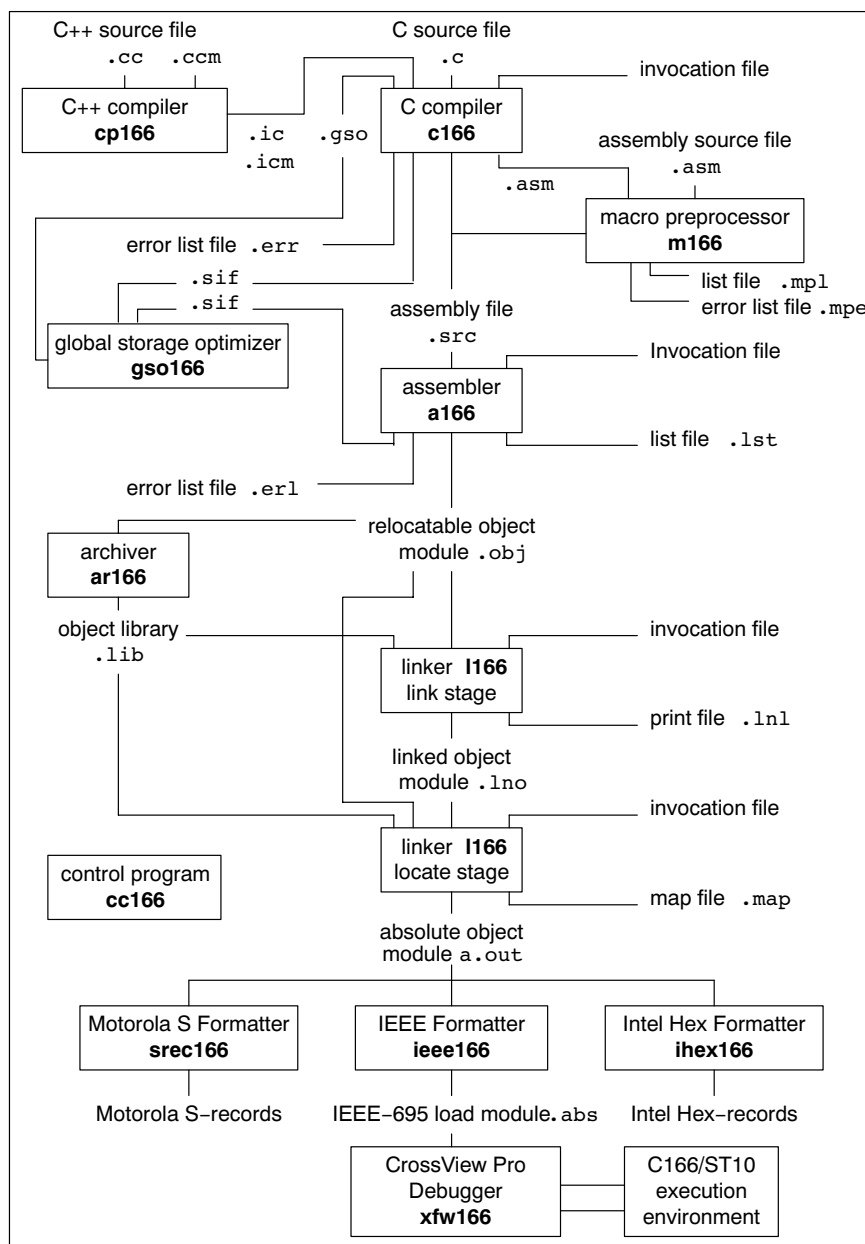 C++ source file
.cc .ccm
C source file
.c
invocation file
C++ compiler
cp166
.ic
.icm
.gso
C compiler
c166
.asm
assembly source file
.asm
macro preprocessor
m166
error list file .err
list file .mpl
error list file .mpe
.sif
.sif
assembly file
.src
global storage optimizer
gso166
Invocation file
assembler
a166
list file .lst
error list file .erl
relocatable object
module .obj
archiver
ar166
object library
.lib
invocation file
linker l166
link stage
print file .lnl
linked object
module .lno
invocation file
linker l166
locate stage
control program
cc166
map file .map
absolute object
module a.out
Motorola S Formatter
srec166
IEEE Formatter
ieee166
Intel Hex Formatter
ihex166
Motorola S−records
IEEE−695 load module.abs
Intel Hex−records
CrossView Pro
Debugger
xfw166
C166/ST10
execution
environment